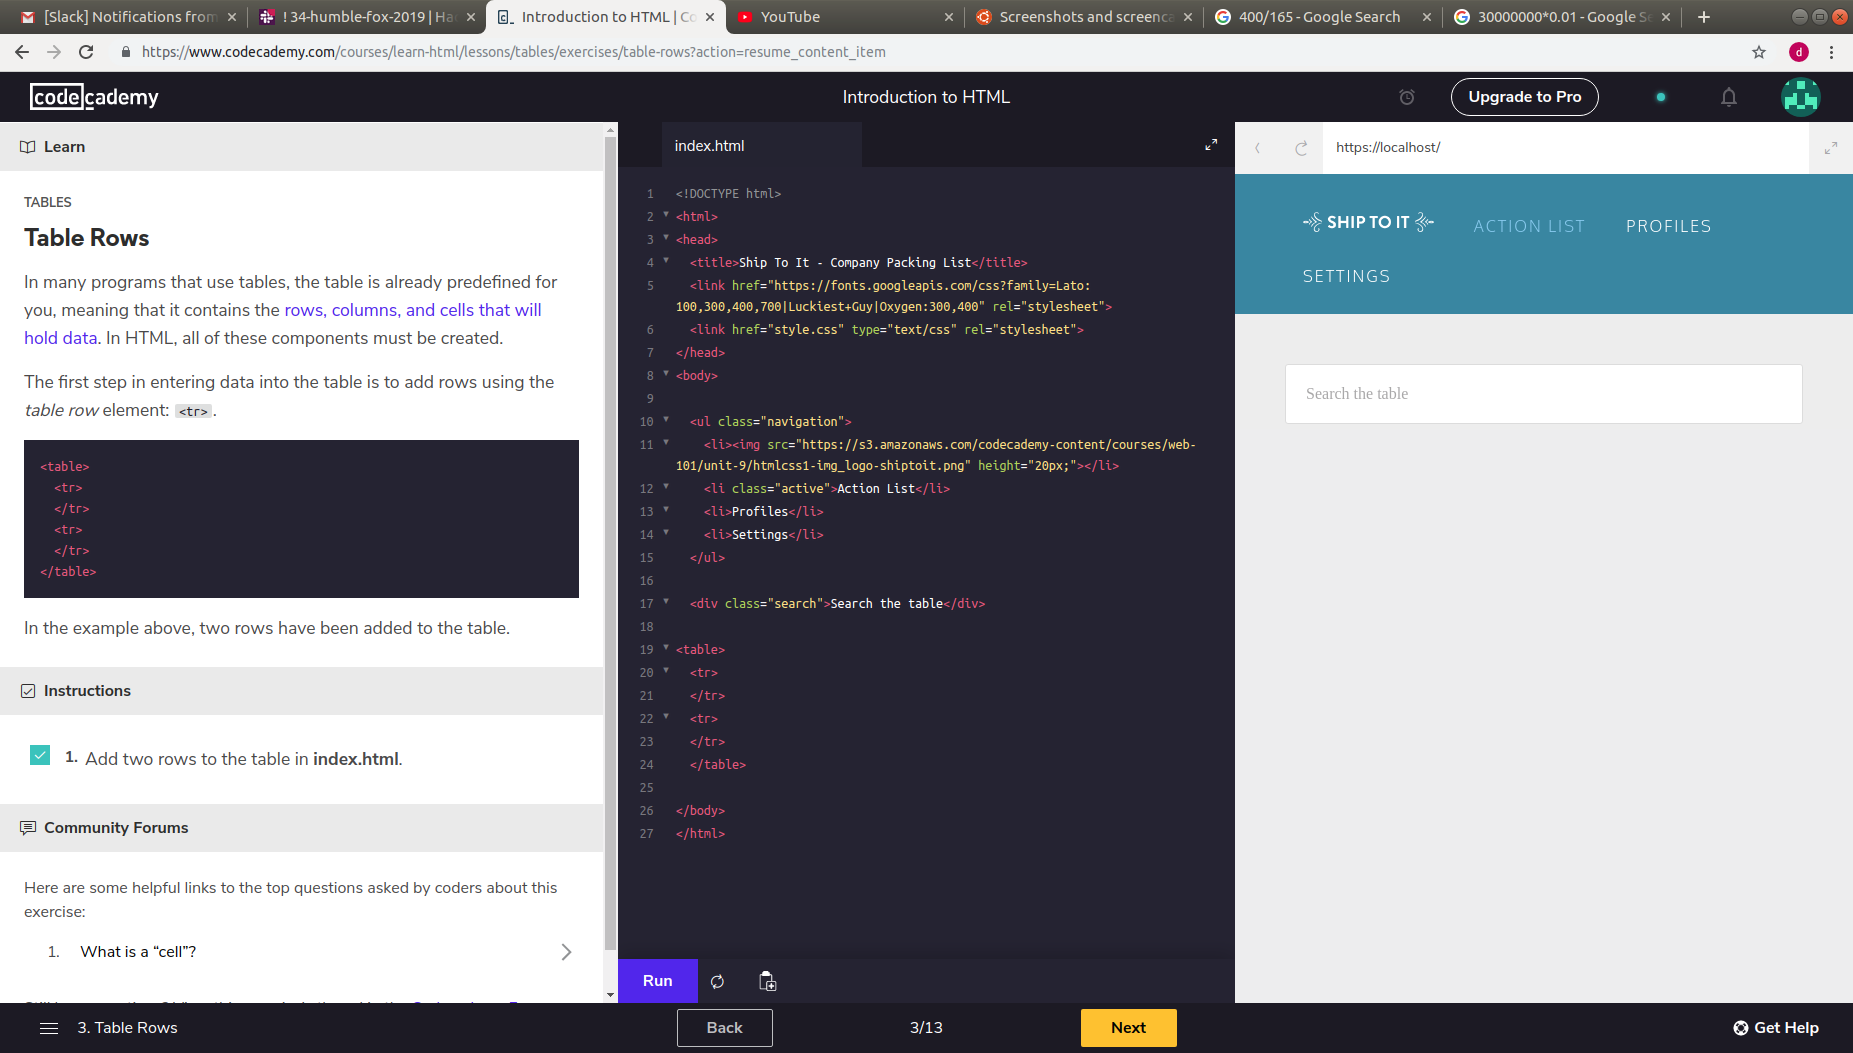 [Slack] Notifications from
! 34-humble-fox-2019 | Ha
Introduction to HTML | Co
YouTube
Screenshots and screenca
400/165 - Google Search
30000000*0.01 - Google Se
https://www.codecademy.com/courses/learn-html/lessons/tables/exercises/table-rows?action=resume_content_item
d
codecademy
Introduction to HTML
Upgrade to Pro
Learn
TABLES
Table Rows
In many programs that use tables, the table is already predefined for
you, meaning that it contains the rows, columns, and cells that will
hold data. In HTML, all of these components must be created.
The first step in entering data into the table is to add rows using the
table row element: <tr>.
<table>
<tr>
</tr>
<tr>
</tr>
</table>
In the example above, two rows have been added to the table.
Instructions
1. Add two rows to the table in index.html.
Community Forums
Here are some helpful links to the top questions asked by coders about this
exercise:
1. What is a “cell”?
index.html
1 <!DOCTYPE html>
2 <html>
3 <head>
4 <title>Ship To It - Company Packing List</title>
5 <link href="https://fonts.googleapis.com/css?family=Lato:
100,300,400,700|Luckiest+Guy|Oxygen:300,400" rel="stylesheet">
6 <link href="style.css" type="text/css" rel="stylesheet">
7 </head>
8 <body>
9
10 <ul class="navigation">
11 <li><img src="https://s3.amazonaws.com/codecademy-content/courses/web-
101/unit-9/htmlcss1-img_logo-shiptoit.png" height="20px;"></li>
12 <li class="active">Action List</li>
13 <li>Profiles</li>
14 <li>Settings</li>
15 </ul>
16
17 <div class="search">Search the table</div>
18
19 <table>
20 <tr>
21 </tr>
22 <tr>
23 </tr>
24 </table>
25
26 </body>
27 </html>
Run
https://localhost/
SHIP TO IT
ACTION LIST
PROFILES
SETTINGS
Search the table
3. Table Rows
Back
3/13
Next
Get Help